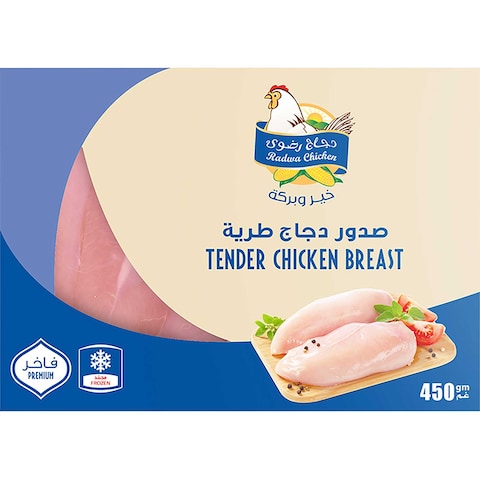 دجاج رضوى
Radwa Chicken
خير وبركة
صدور دجاج طرية
TENDER CHICKEN BREAST
فاخر
PREMIUM
مجمد
FROZEN
450 gm
غم